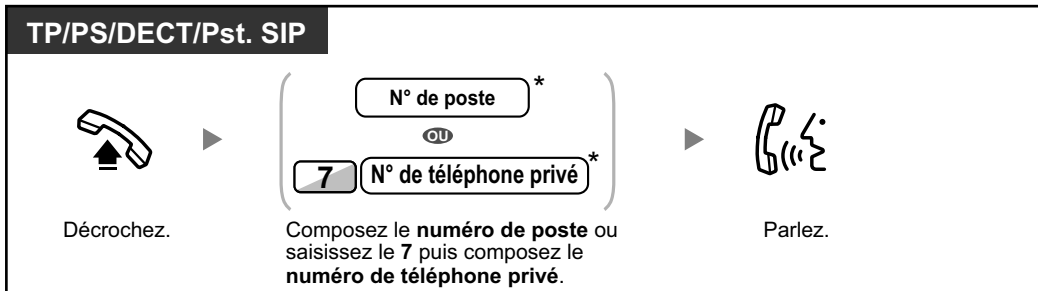 TP/PS/DECT/Pst. SIP
N° de poste *
OU
7 N° de téléphone privé *
Décrochez.
Composez le numéro de poste ou
saisissez le 7 puis composez le
numéro de téléphone privé.
Parlez.